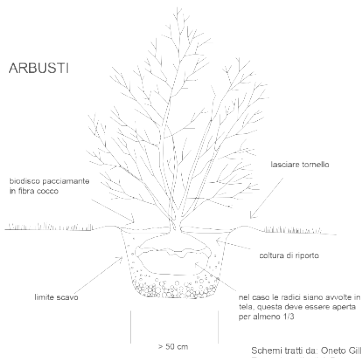 ARBUSTI
lasciare tornello
biodisco pacciamante
in fibra cocco
coltura di riporto
limite scavo
nel caso le radici siano avvolte in
tela, questa deve essere aperta
per almeno 1/3
> 50 cm
Schemi tratti da: Oneto Gil